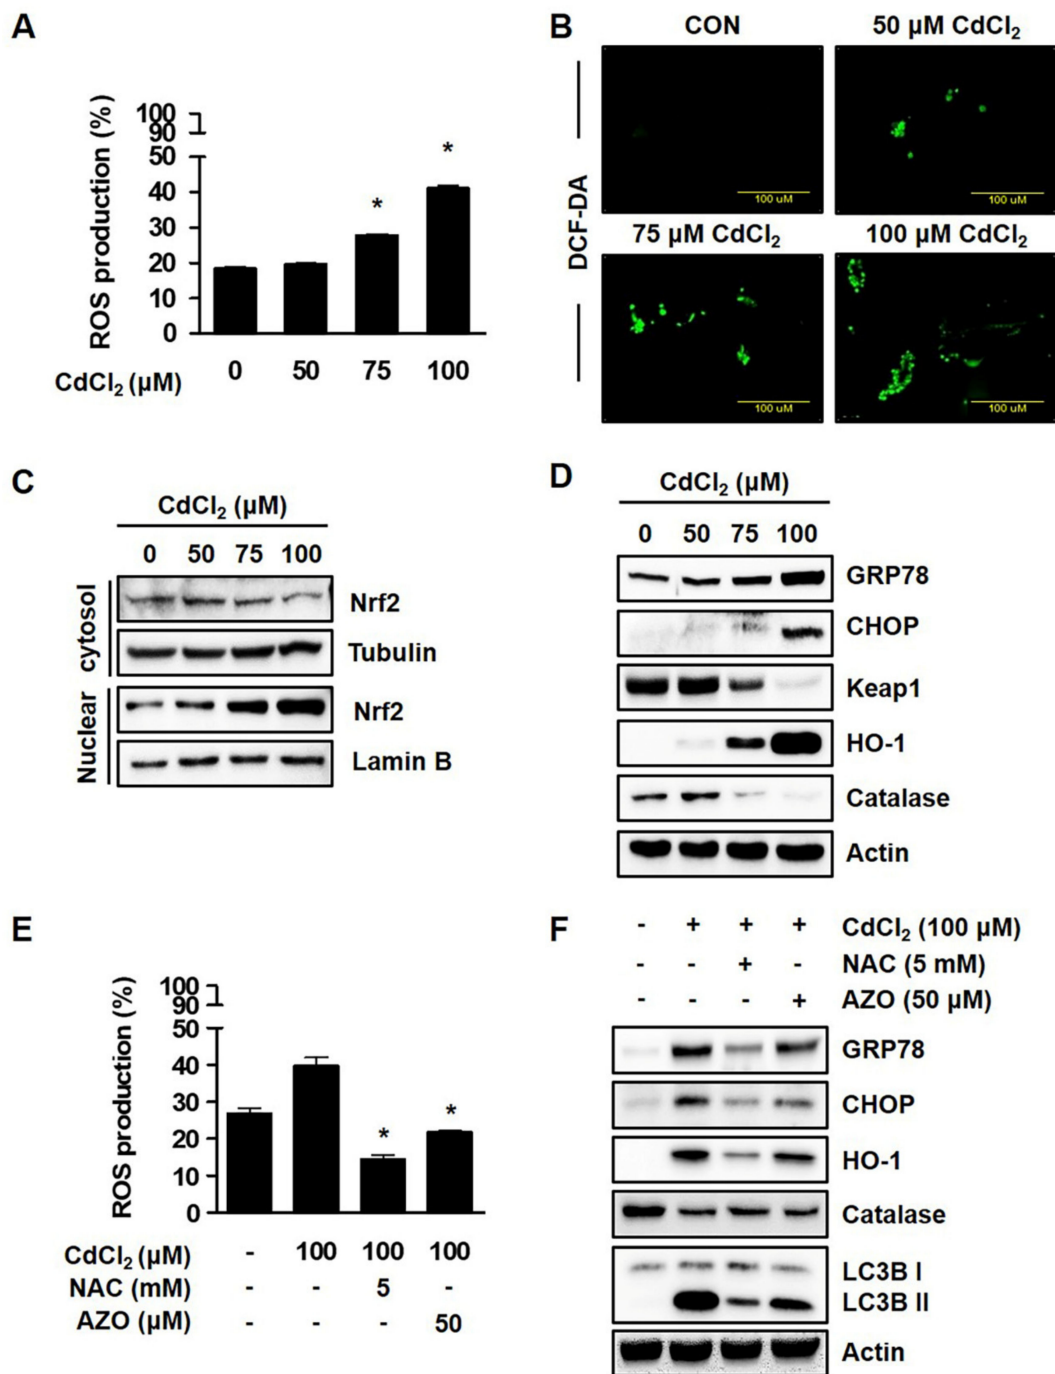 A
ROS production (%)
100
90
50
40
30
20
10
0
0 50 75 100
CdCl₂ (µM)
*
*
B
CON 50 µM CdCl₂
DCF-DA
100 uM 100 uM
75 µM CdCl₂ 100 µM CdCl₂
100 uM 100 uM
C
CdCl₂ (µM)
0 50 75 100
cytosol
Nrf2
Tubulin
Nuclear
Nrf2
Lamin B
D
CdCl₂ (µM)
0 50 75 100
GRP78
CHOP
Keap1
HO-1
Catalase
Actin
E
ROS production (%)
100
90
50
40
30
20
10
0
*
*
CdCl₂ (µM) - 100 100 100
NAC (mM) - - 5 -
AZO (µM) - - - 50
F
- + + + CdCl₂ (100 µM)
- - + - NAC (5 mM)
- - - + AZO (50 µM)
GRP78
CHOP
HO-1
Catalase
LC3B I
LC3B II
Actin